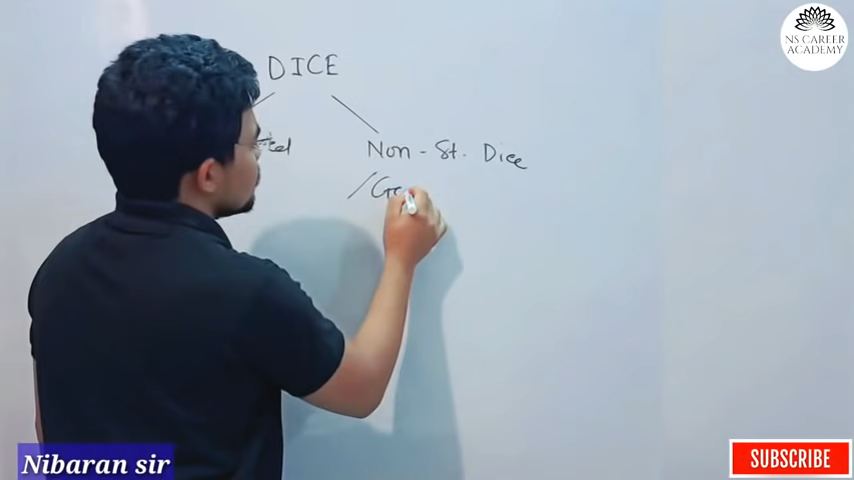 DICE
Non-St. Dice
/Ge
NS CAREER
ACADEMY
Nibaran sir
SUBSCRIBE